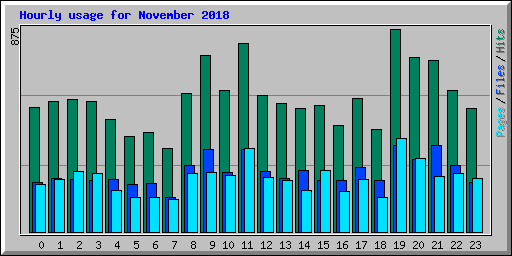 Hourly usage for November 2018
875
Pages / Files / Hits
0 1 2 3 4 5 6 7 8 9 10 11 12 13 14 15 16 17 18 19 20 21 22 23